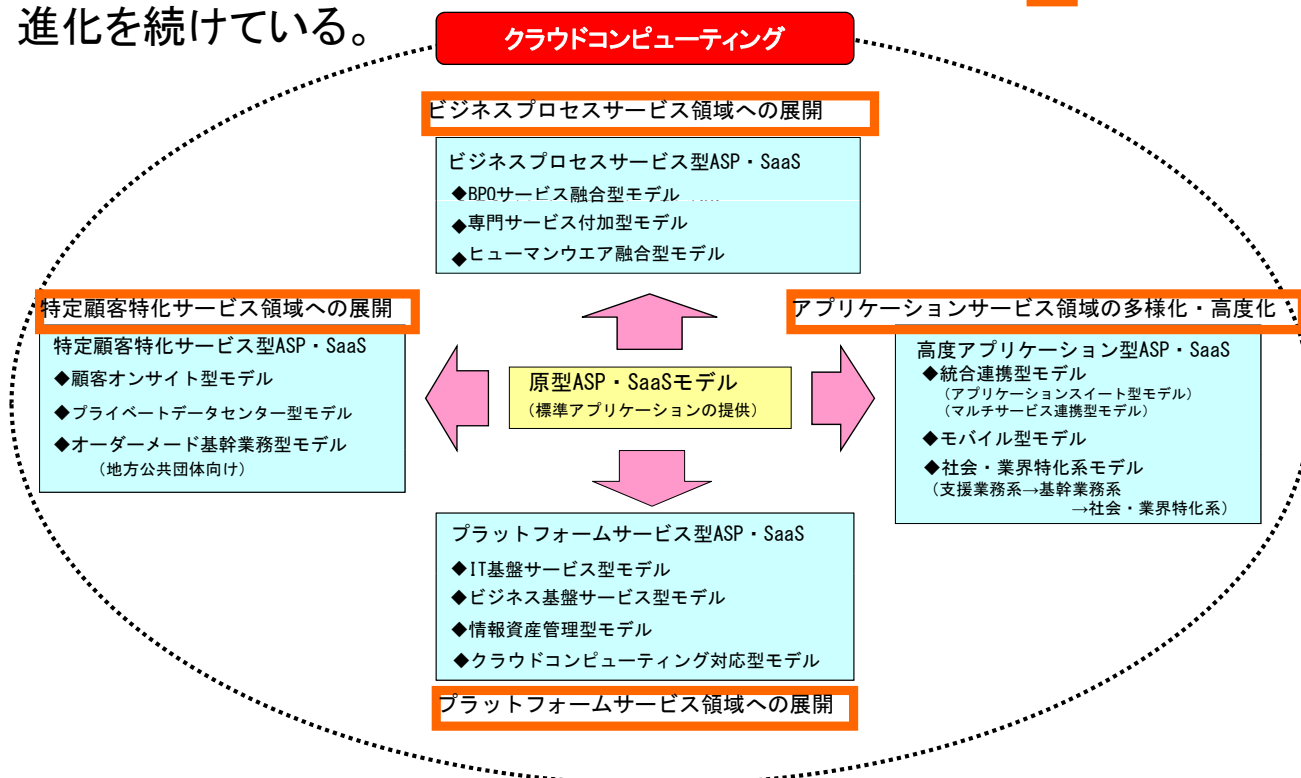 進化を続けている。
クラウドコンピューティング
ビジネスプロセスサービス領域への展開
ビジネスプロセスサービス型ASP・SaaS
◆BPOサービス融合型モデル
◆専門サービス付加型モデル
◆ヒューマンウエア融合型モデル
特定顧客特化サービス領域への展開
特定顧客特化サービス型ASP・SaaS
◆顧客オンサイト型モデル
◆プライベートデータセンター型モデル
◆オーダーメード基幹業務型モデル
（地方公共団体向け）
原型ASP・SaaSモデル
（標準アプリケーションの提供）
アプリケーションサービス領域の多様化・高度化
高度アプリケーション型ASP・SaaS
◆統合連携型モデル
（アプリケーションスイート型モデル）
（マルチサービス連携型モデル）
◆モバイル型モデル
◆社会・業界特化系モデル
（支援業務系→基幹業務系
→社会・業界特化系）
プラットフォームサービス型ASP・SaaS
◆IT基盤サービス型モデル
◆ビジネス基盤サービス型モデル
◆情報資産管理型モデル
◆クラウドコンピューティング対応型モデル
プラットフォームサービス領域への展開